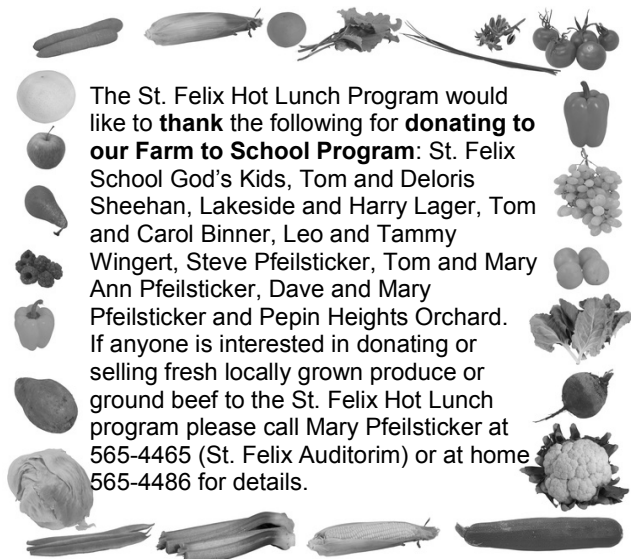 The St. Felix Hot Lunch Program would
like to thank the following for donating to
our Farm to School Program: St. Felix
School God's Kids, Tom and Deloris
Sheehan, Lakeside and Harry Lager, Tom
and Carol Binner, Leo and Tammy
Wingert, Steve Pfeilsticker, Tom and Mary
Ann Pfeilsticker, Dave and Mary
Pfeilsticker and Pepin Heights Orchard.
If anyone is interested in donating or
selling fresh locally grown produce or
ground beef to the St. Felix Hot Lunch
program please call Mary Pfeilsticker at
565-4465 (St. Felix Auditorim) or at home
565-4486 for details.